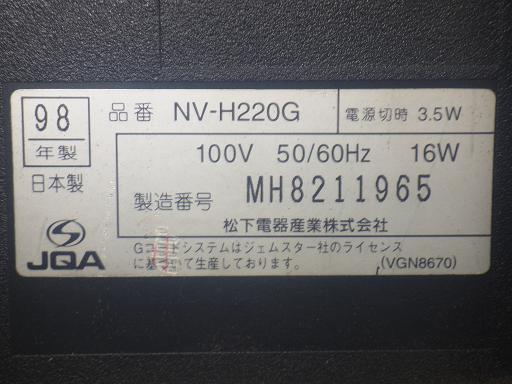 98
年製
日本製
品番 NV-H220G
電源切時 3.5W
100V 50/60Hz 16W
製造番号 MH8211965
松下電器産業株式会社
Gコードシステムはジェムスター社のライセンス
に基づいて生産しております。 (VGN8670)
JQA